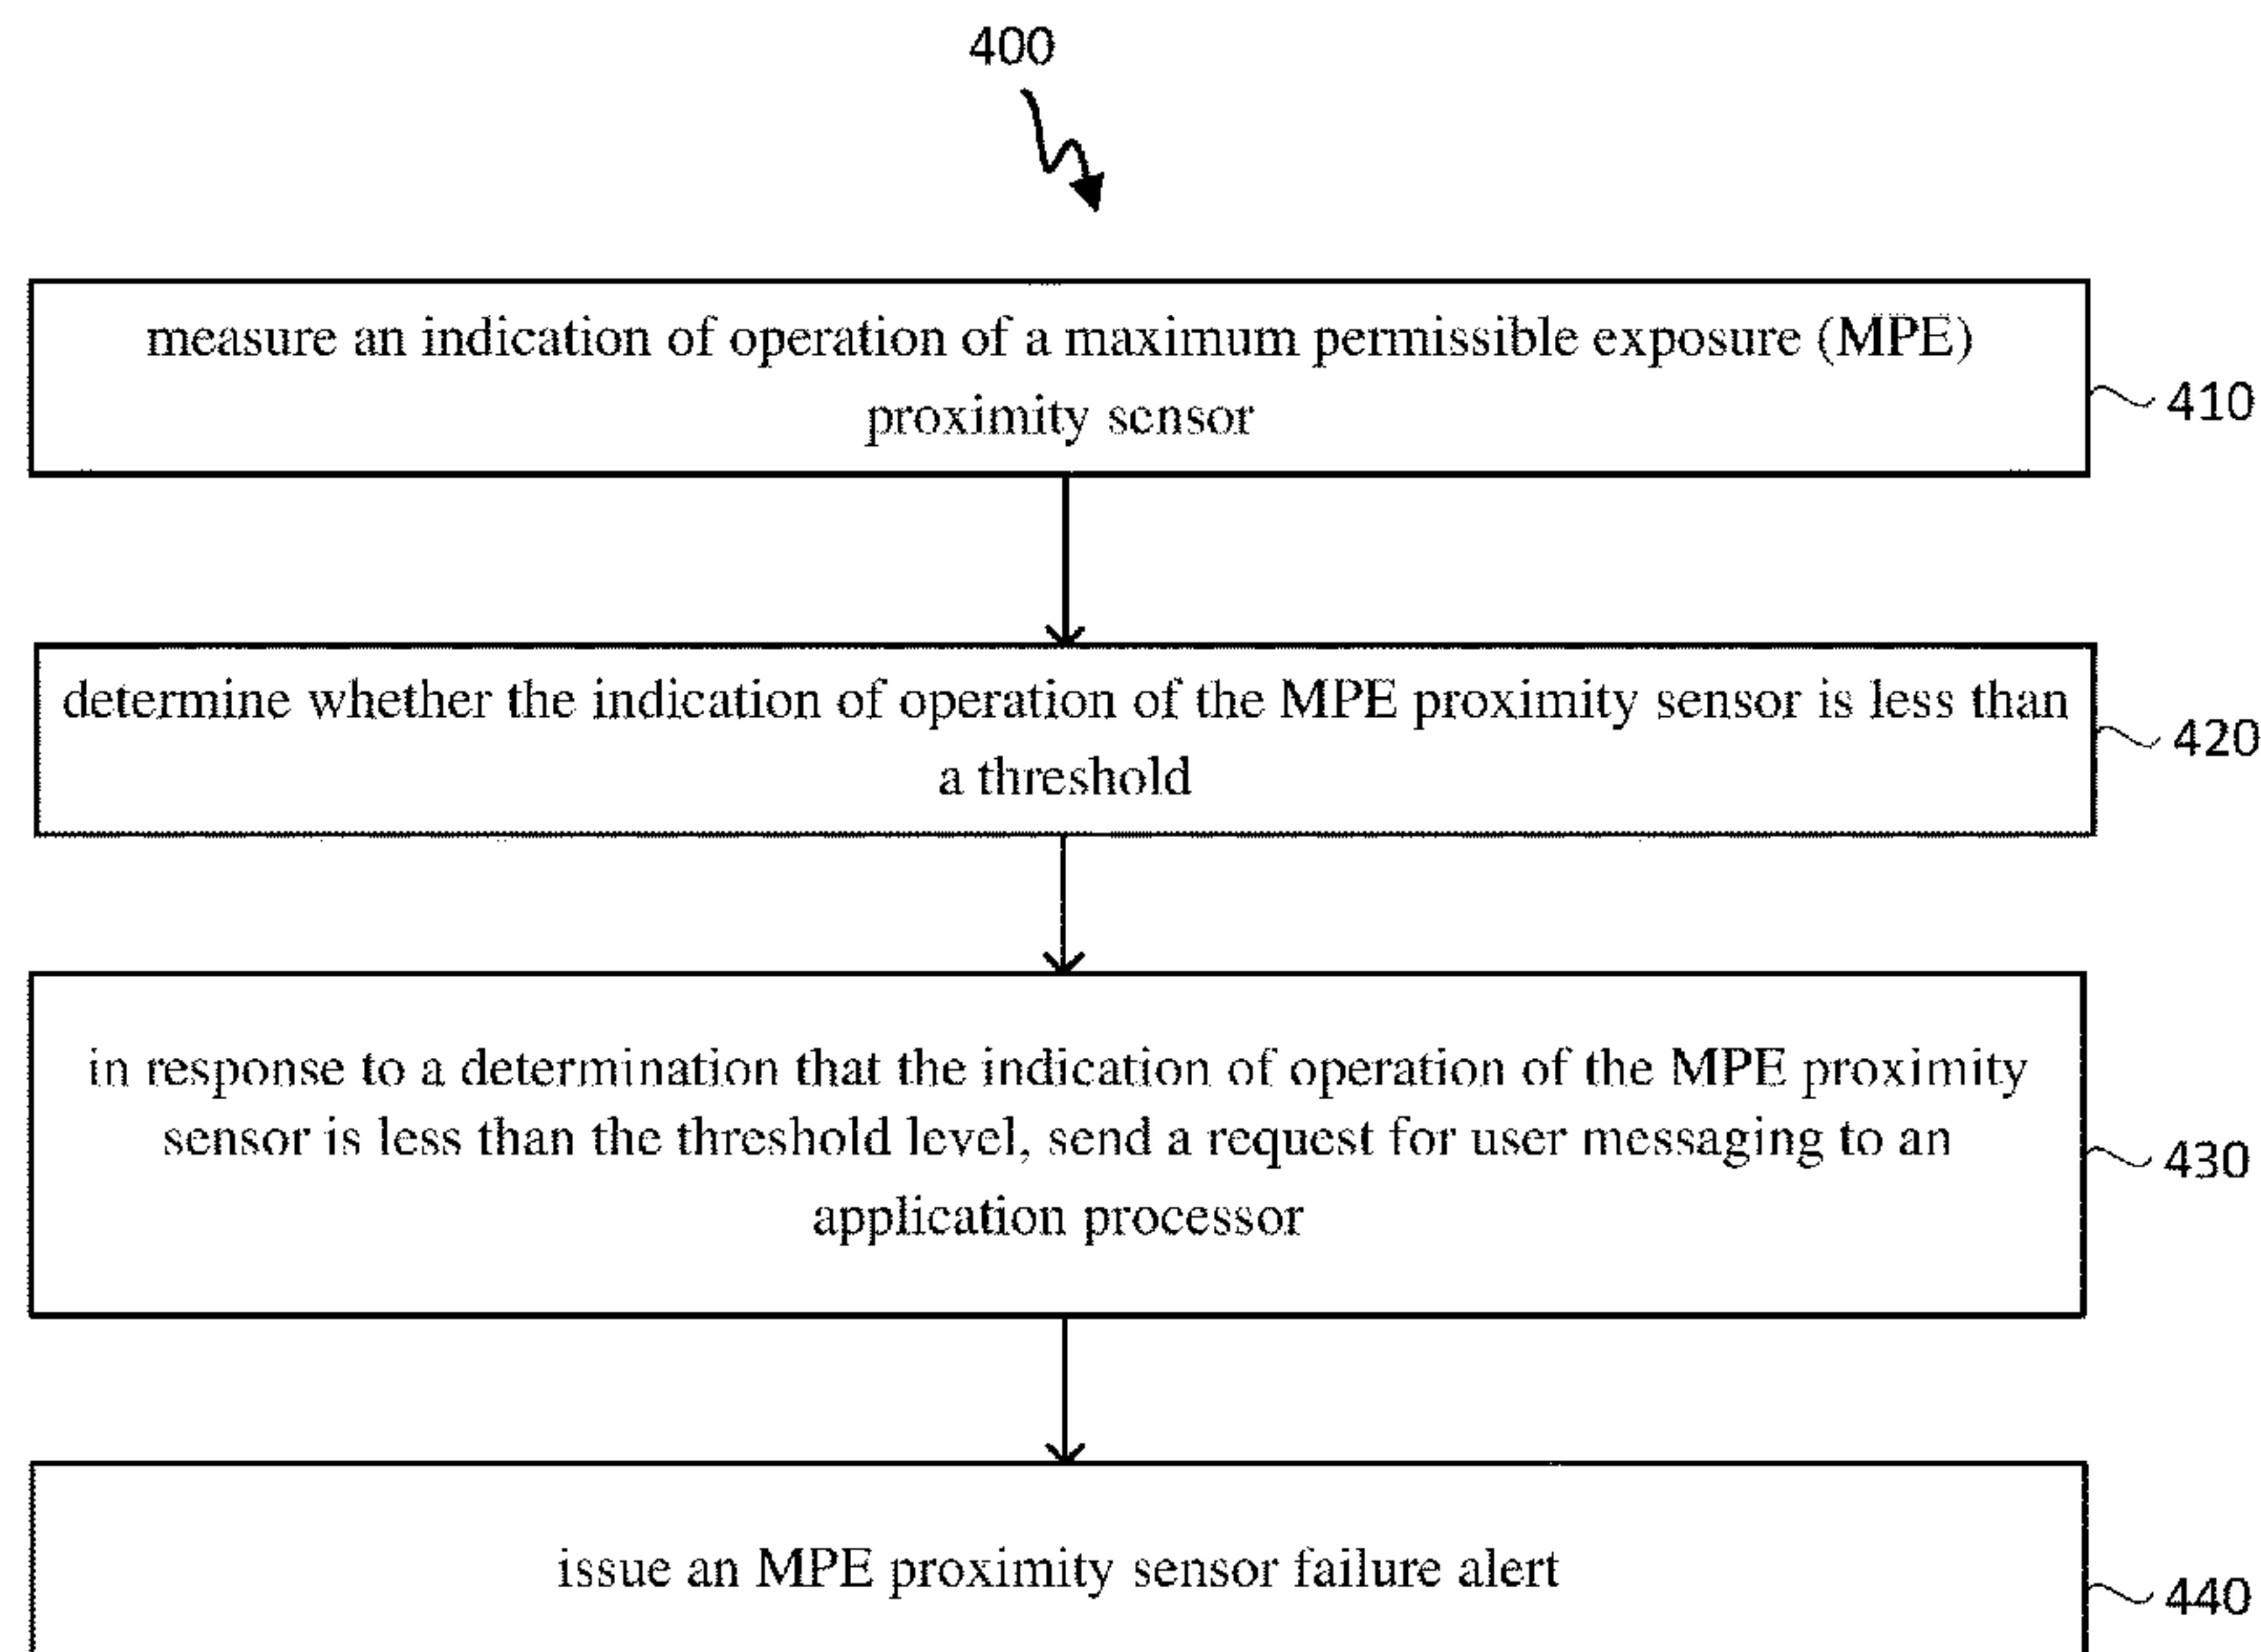 400
measure an indication of operation of a maximum permissible exposure (MPE)
proximity sensor
410
determine whether the indication of operation of the MPE proximity sensor is less than
a threshold
420
in response to a determination that the indication of operation of the MPE proximity
sensor is less than the threshold level, send a request for user messaging to an
application processor
430
issue an MPE proximity sensor failure alert
440